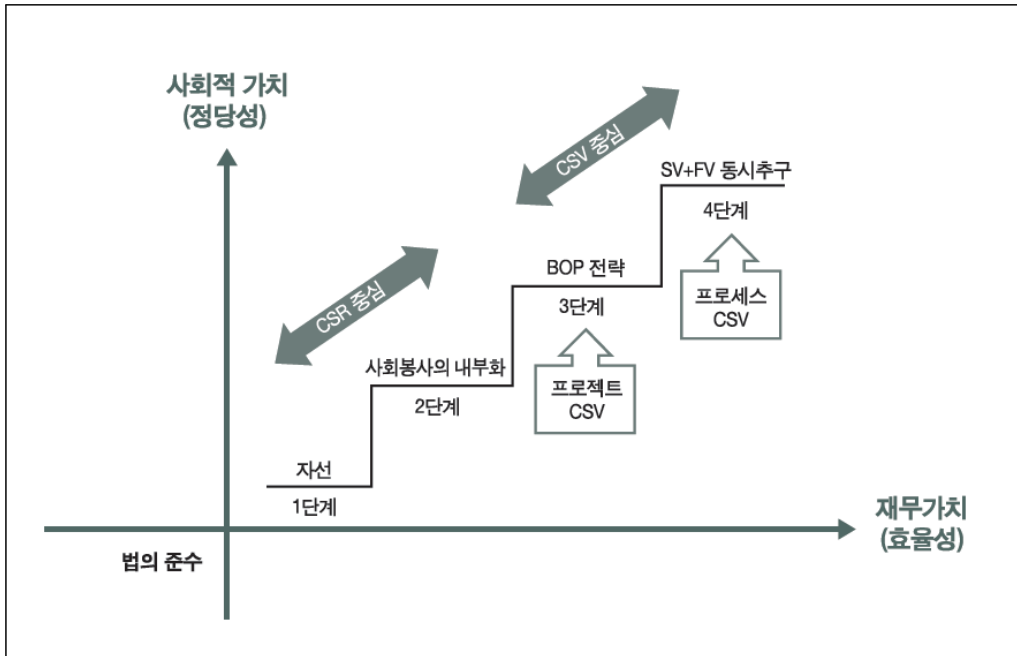 사회적 가치
(정당성)
CSV 중심
SV+FV 동시추구
4단계
CSR 중심
BOP 전략
3단계
프로세스
CSV
사회봉사의 내부화
2단계
프로젝트
CSV
자선
1단계
재무가치
(효율성)
법의 준수